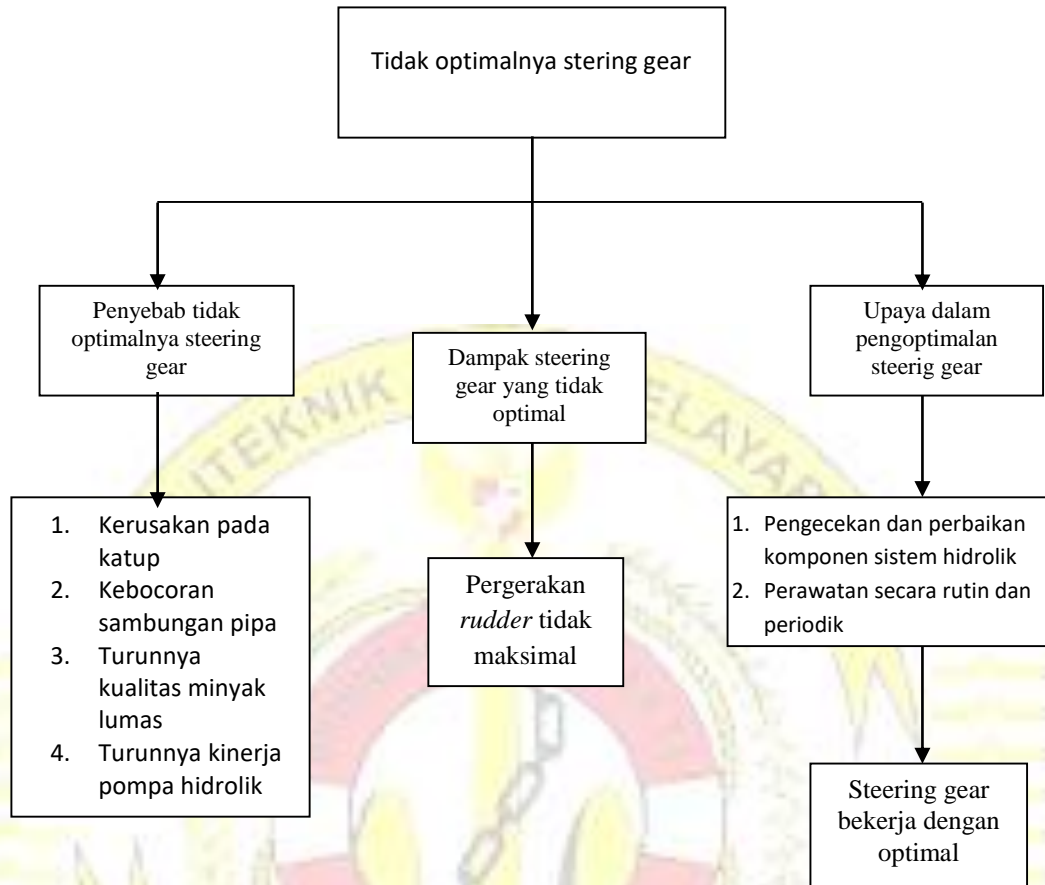 Tidak optimalnya stering gear
Penyebab tidak
optimalnya steering
gear
Dampak steering
gear yang tidak
optimal
Upaya dalam
pengoptimalan
steerig gear
1. Kerusakan pada
katup
2. Kebocoran
sambungan pipa
3. Turunnya
kualitas minyak
lumas
4. Turunnya kinerja
pompa hidrolik
Pergerakan
rudder tidak
maksimal
1. Pengecekan dan perbaikan
komponen sistem hidrolik
2. Perawatan secara rutin dan
periodik
Steering gear
bekerja dengan
optimal
ITEKNIK
ELAYAR